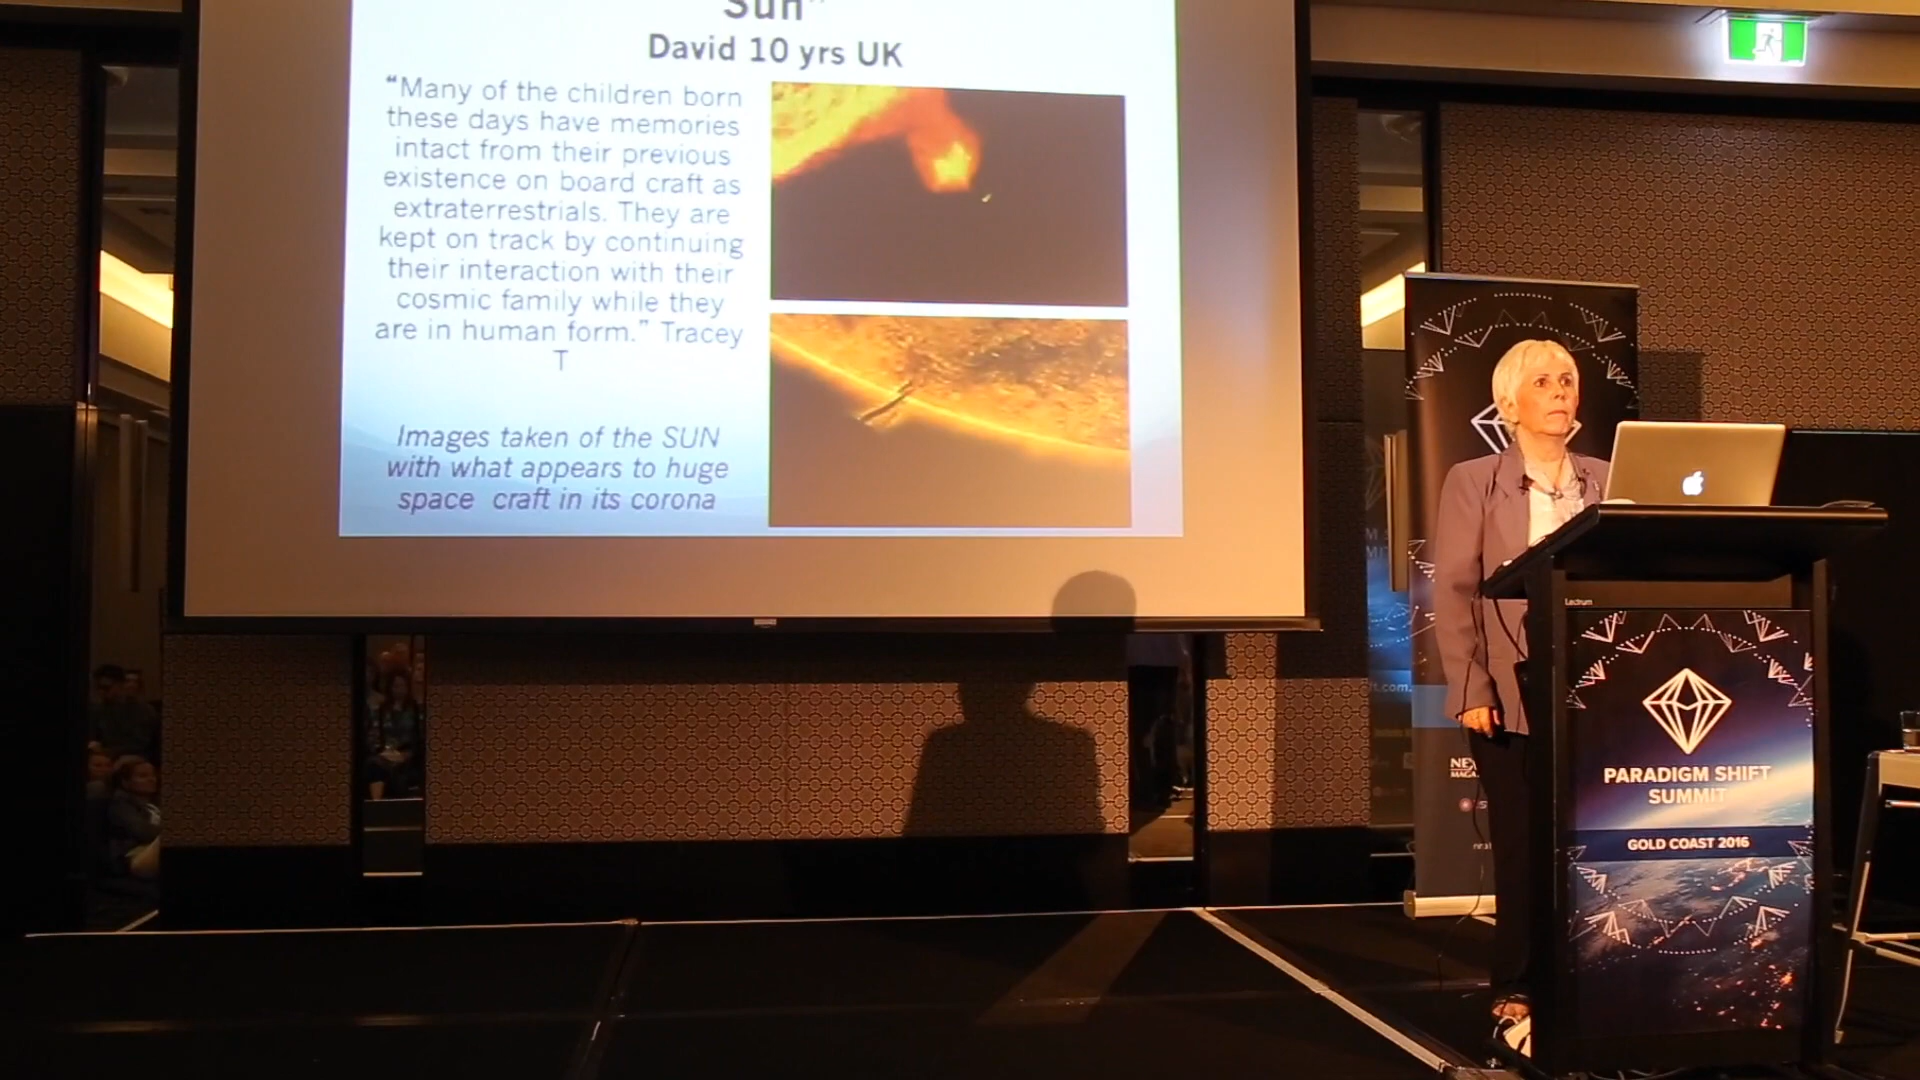 Sun"
David 10 yrs UK
"Many of the children born
these days have memories
intact from their previous
existence on board craft as
extraterrestrials. They are
kept on track by continuing
their interaction with their
cosmic family while they
are in human form." Tracey
T
Images taken of the SUN
with what appears to huge
space craft in its corona
Lectrum
PARADIGM SHIFT
SUMMIT
GOLD COAST 2016